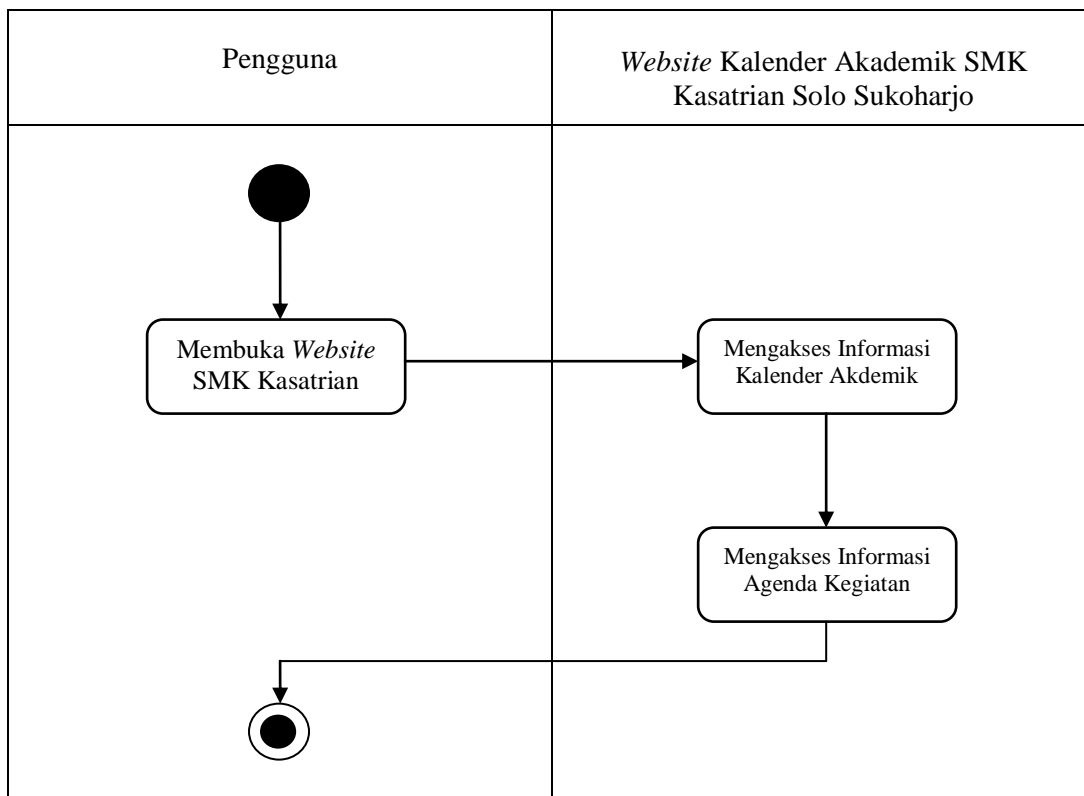 Pengguna
Website Kalender Akademik SMK
Kasatrian Solo Sukoharjo
Membuka Website
SMK Kasatrian
Mengakses Informasi
Kalender Akdemik
Mengakses Informasi
Agenda Kegiatan